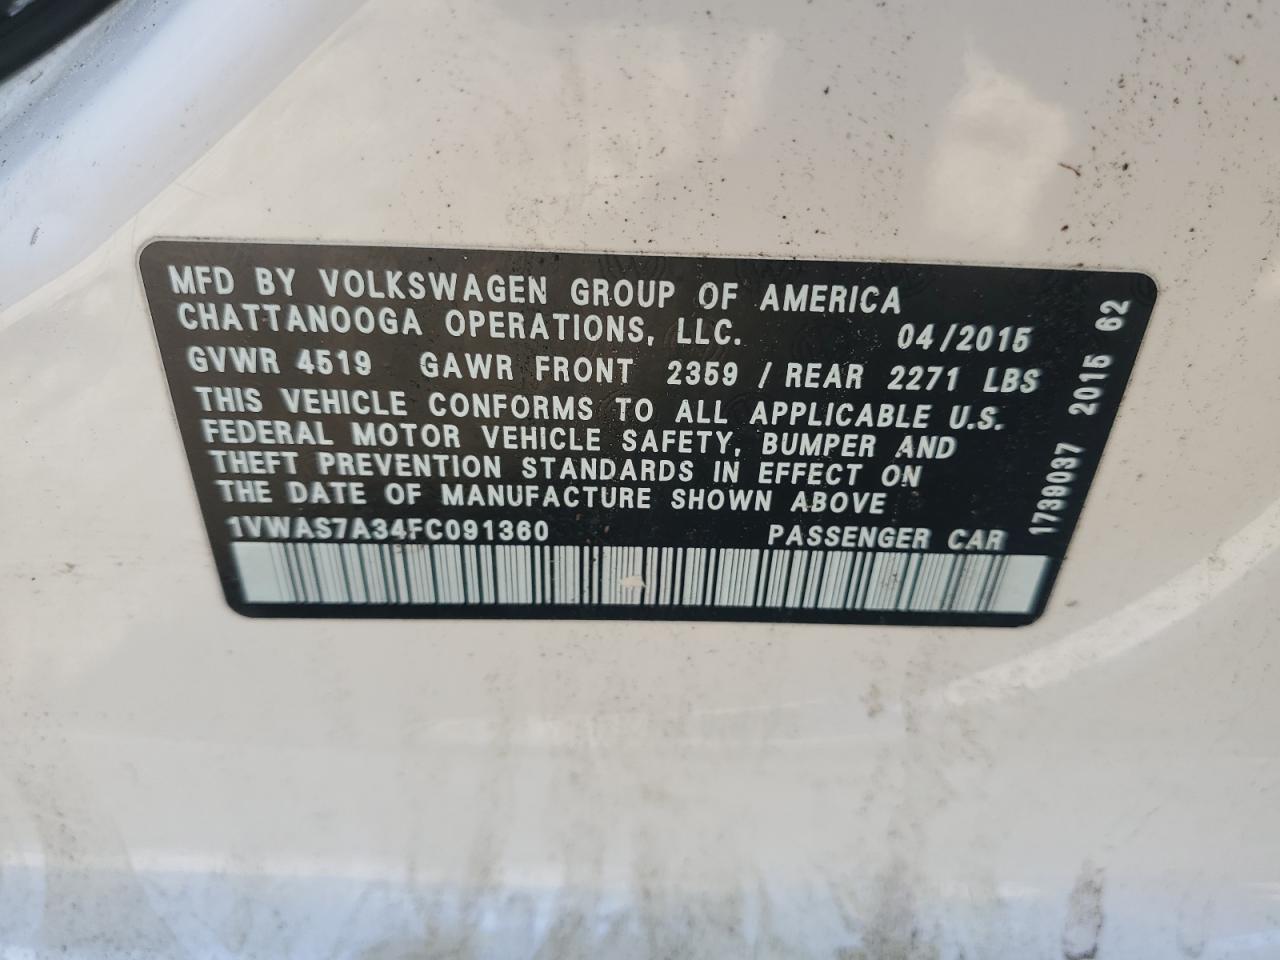 MFD BY VOLKSWAGEN GROUP OF AMERICA
CHATTANOOGA OPERATIONS, LLC. 04/2015
GVWR 4519 GAWR FRONT 2359 / REAR 2271 LBS
THIS VEHICLE CONFORMS TO ALL APPLICABLE U.S.
FEDERAL MOTOR VEHICLE SAFETY, BUMPER AND
THEFT PREVENTION STANDARDS IN EFFECT ON
THE DATE OF MANUFACTURE SHOWN ABOVE
1VWAS7A34FC091360 PASSENGER CAR
1739037 2015 62